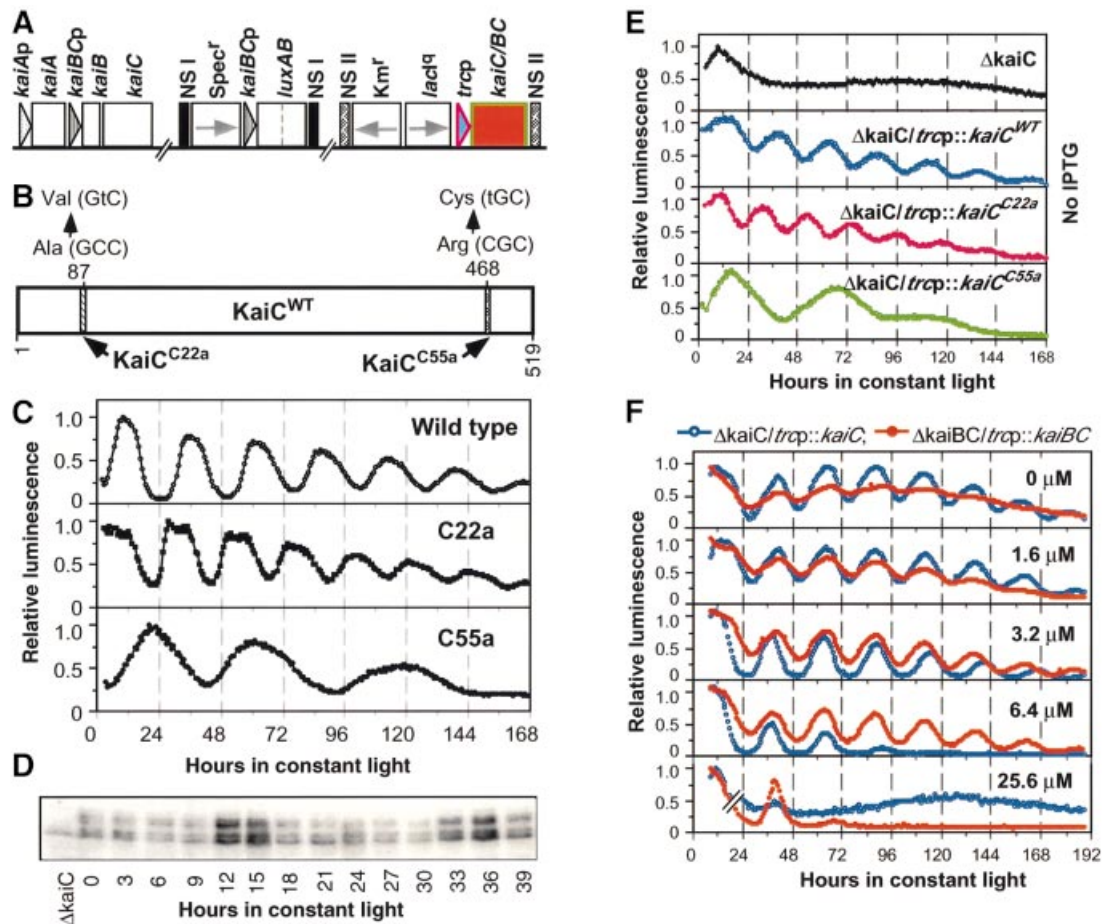 A
kaiAp
kaiA
kaiBCp
kaiB
kaiC
NS I
Specʳ
kaiBCp
luxAB
NS I
NS II
Kmʳ
lacIq
trcp
kaiC/BC
NS II
B
Val (GtC)
Cys (tGC)
Ala (GCC)
Arg (CGC)
87
468
KaiCWT
1
519
KaiCC22a
KaiCC55a
C
Relative luminescence
1.0
0.5
0
Wild type
1.0
0.5
0
C22a
1.0
0.5
0
C55a
0 24 48 72 96 120 144 168
Hours in constant light
D
ΔkaiC
0 3 6 9 12 15 18 21 24 27 30 33 36 39
Hours in constant light
E
Relative luminescence
No IPTG
1.0
0.5
0
ΔkaiC
1.0
0.5
0
ΔkaiC/trcp::kaiCWT
1.0
0.5
0
ΔkaiC/trcp::kaiCC22a
1.0
0.5
0
ΔkaiC/trcp::kaiCC55a
0 24 48 72 96 120 144 168
Hours in constant light
F
ΔkaiC/trcp::kaiC; ΔkaiBC/trcp::kaiBC
Relative luminescence
1.0
0.5
0
0 μM
1.0
0.5
0
1.6 μM
1.0
0.5
0
3.2 μM
1.0
0.5
0
6.4 μM
1.0
0.5
0
25.6 μM
0 24 48 72 96 120 144 168 192
Hours in constant light